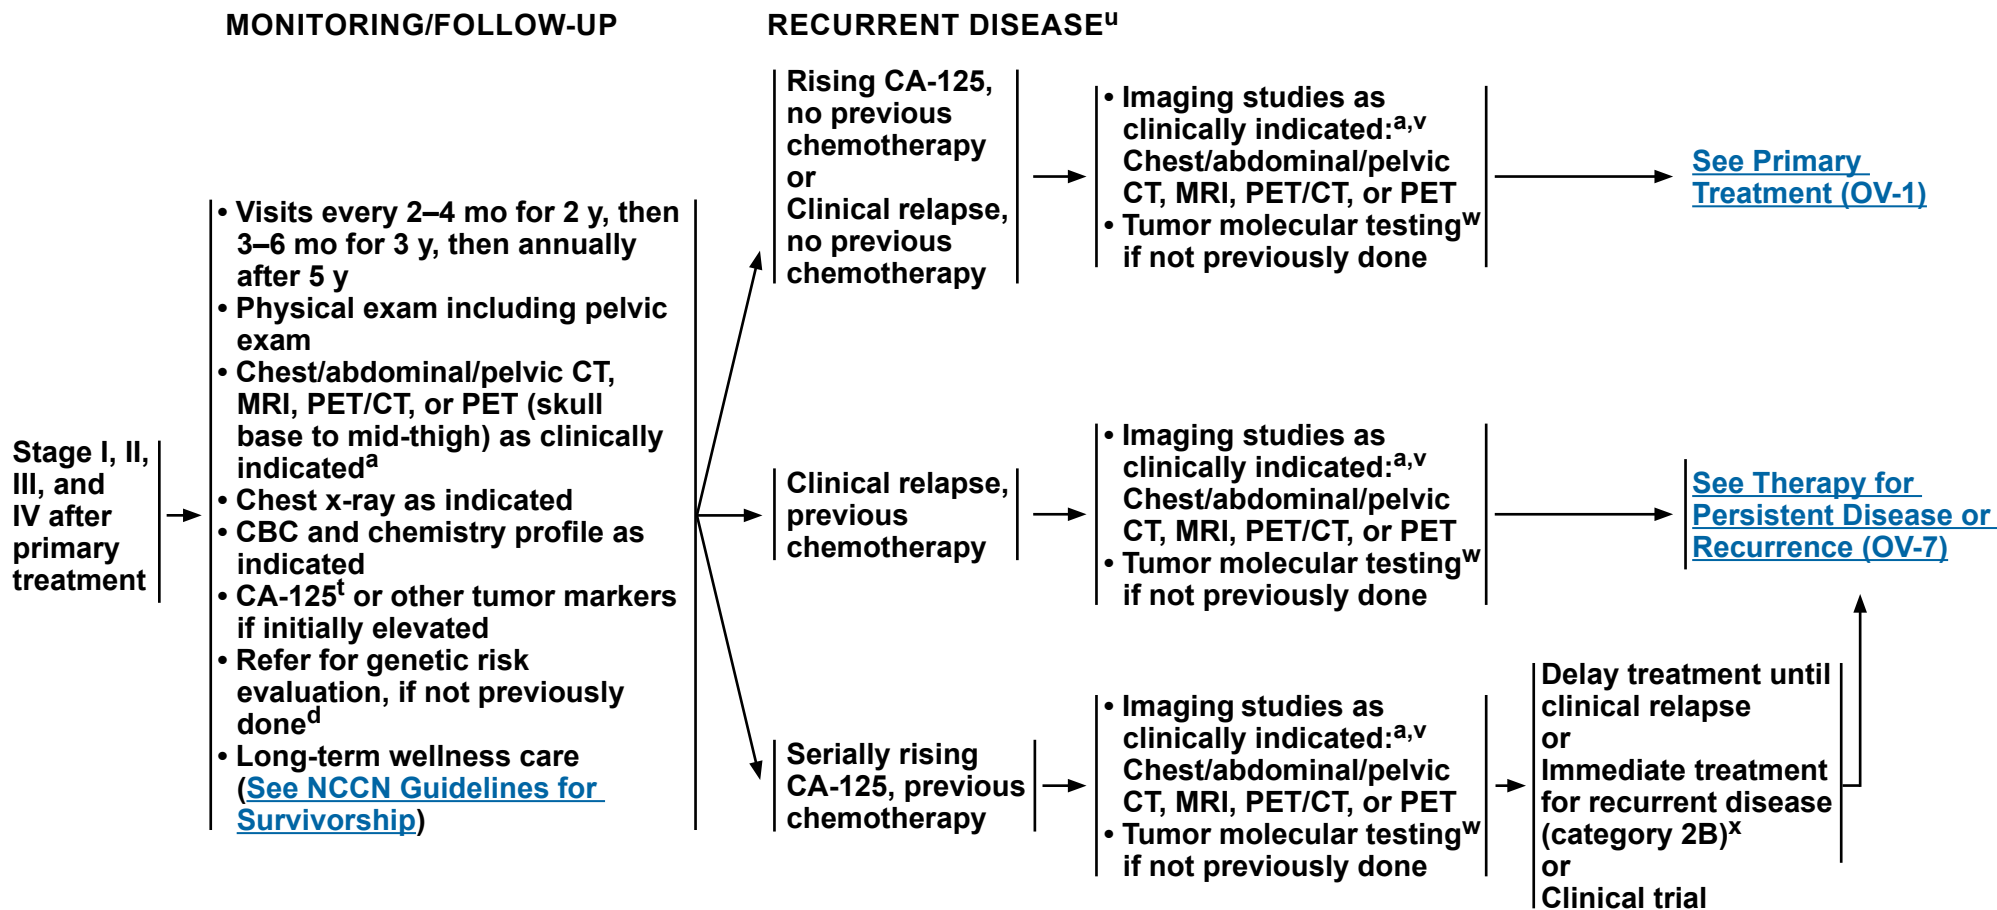 MONITORING/FOLLOW-UP
RECURRENT DISEASEu
Stage I, II,
III, and
IV after
primary
treatment
• Visits every 2–4 mo for 2 y, then
3–6 mo for 3 y, then annually
after 5 y
• Physical exam including pelvic
exam
• Chest/abdominal/pelvic CT,
MRI, PET/CT, or PET (skull
base to mid-thigh) as clinically
indicateda
• Chest x-ray as indicated
• CBC and chemistry profile as
indicated
• CA-125t or other tumor markers
if initially elevated
• Refer for genetic risk
evaluation, if not previously
doned
• Long-term wellness care
(See NCCN Guidelines for
Survivorship)
Rising CA-125,
no previous
chemotherapy
or
Clinical relapse,
no previous
chemotherapy
• Imaging studies as
clinically indicated:a,v
Chest/abdominal/pelvic
CT, MRI, PET/CT, or PET
• Tumor molecular testingw
if not previously done
See Primary
Treatment (OV-1)
Clinical relapse,
previous
chemotherapy
• Imaging studies as
clinically indicated:a,v
Chest/abdominal/pelvic
CT, MRI, PET/CT, or PET
• Tumor molecular testingw
if not previously done
See Therapy for
Persistent Disease or
Recurrence (OV-7)
Serially rising
CA-125, previous
chemotherapy
• Imaging studies as
clinically indicated:a,v
Chest/abdominal/pelvic
CT, MRI, PET/CT, or PET
• Tumor molecular testingw
if not previously done
Delay treatment until
clinical relapse
or
Immediate treatment
for recurrent disease
(category 2B)x
or
Clinical trial